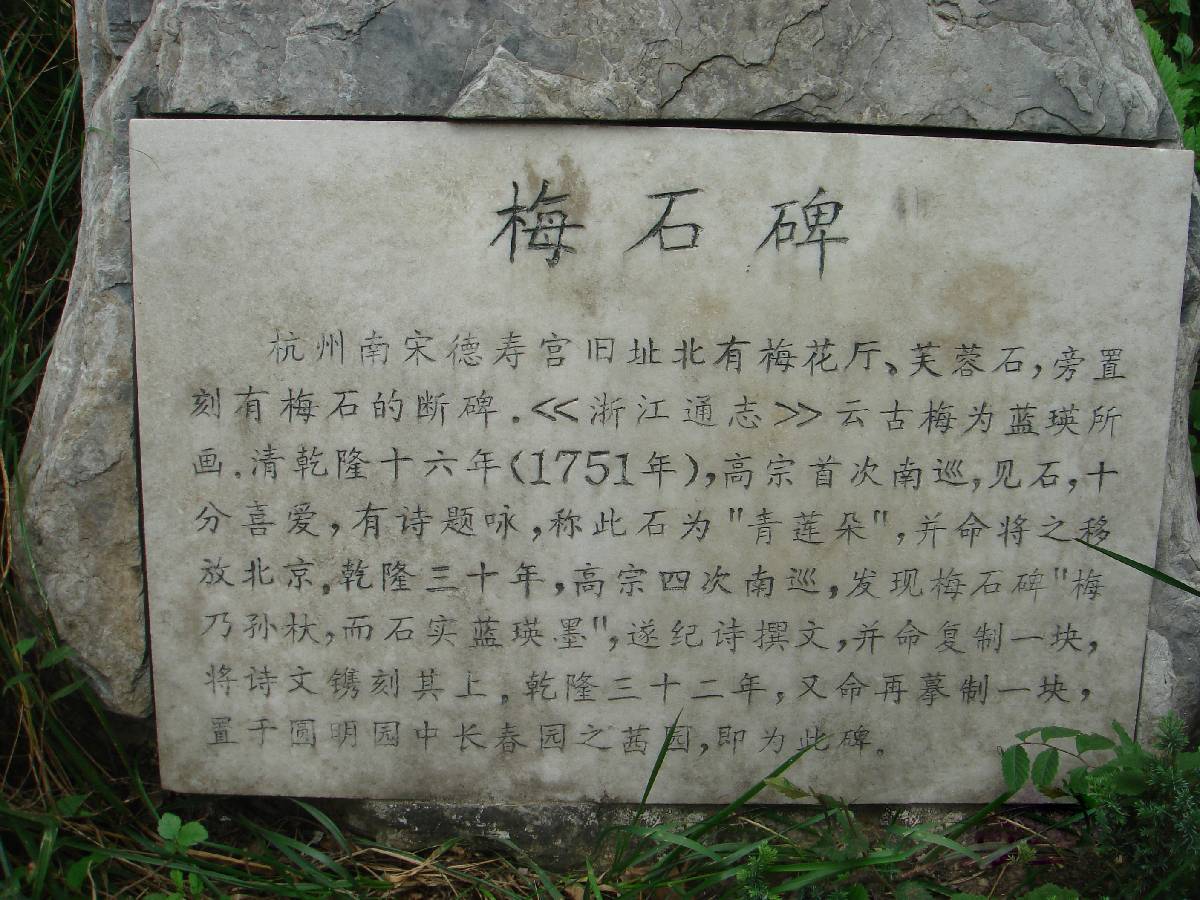 梅石碑
杭州南宋德寿宫旧址北有梅花厅、芙蓉石,旁置
刻有梅石的断碑.<<浙江通志>>云古梅为蓝瑛所
画.清乾隆十六年(1751年),高宗首次南巡,见石,十
分喜爱,有诗题咏,称此石为"青莲朵",并命将之移
放北京。乾隆三十年,高宗四次南巡,发现梅石碑"梅
乃孙杕,而石实蓝瑛墨",遂纪诗撰文,并命复制一块,
将诗文镌刻其上。乾隆三十二年,又命再摹制一块,
置于圆明园中长春园之茜园,即为此碑。